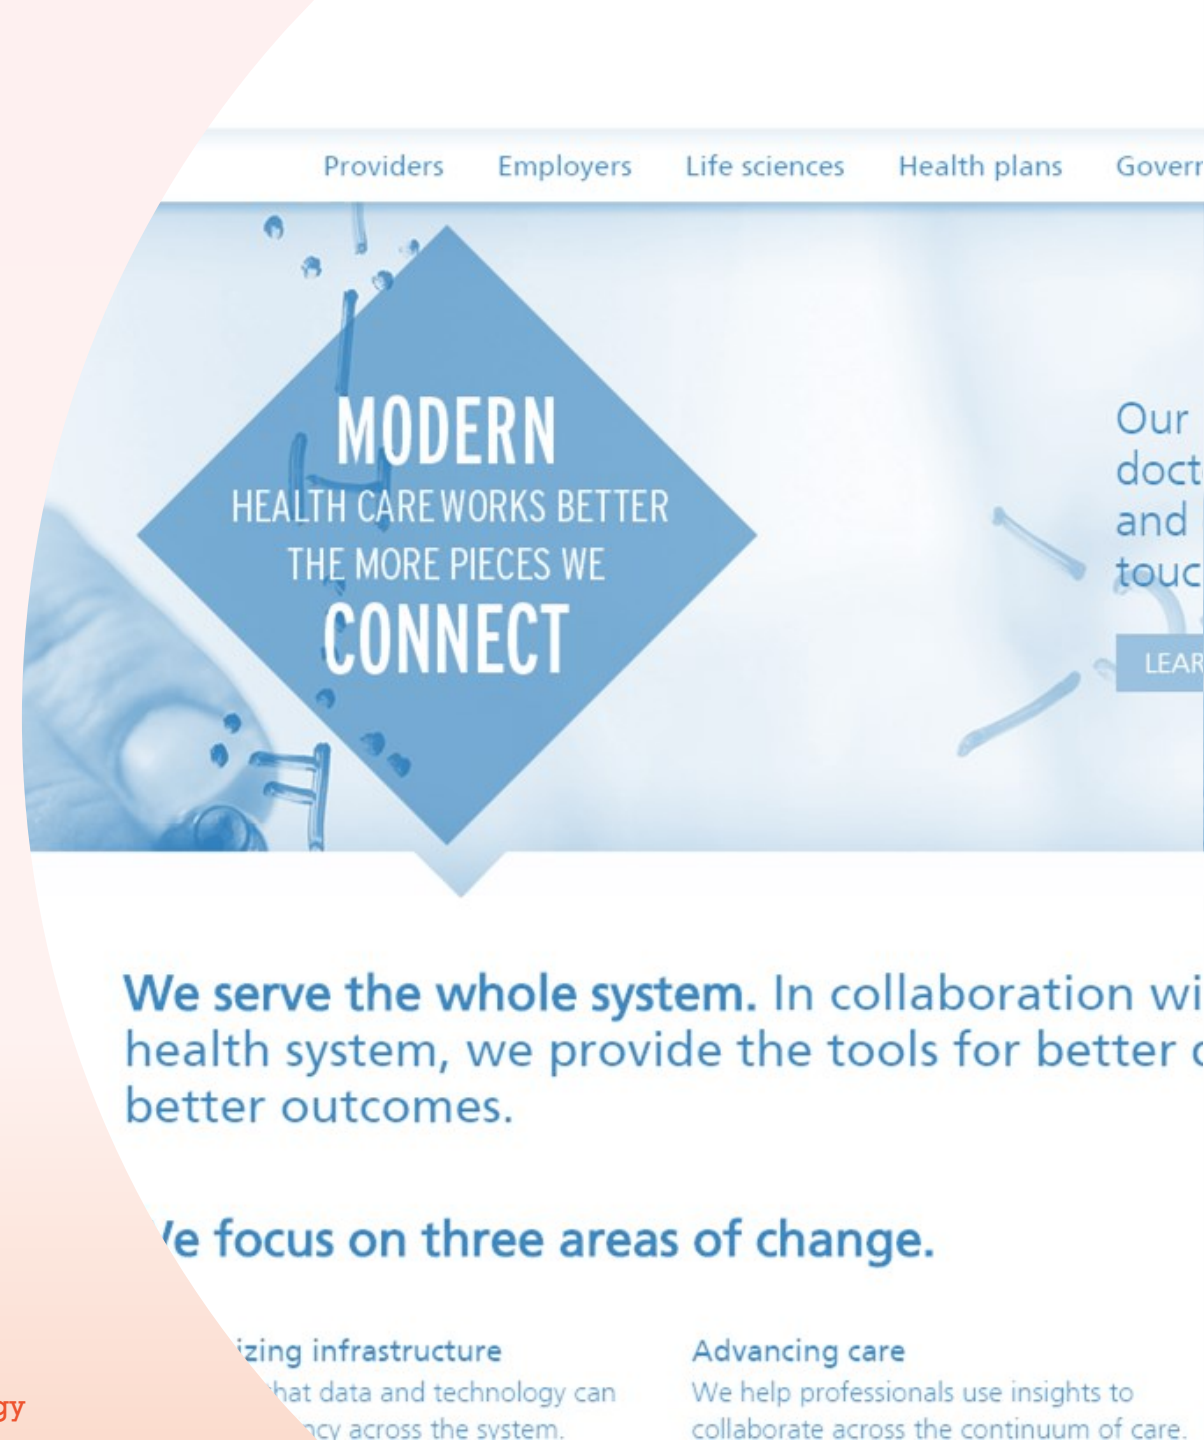 Providers Employers Life sciences Health plans
MODERN
HEALTH CARE WORKS BETTER
THE MORE PIECES WE
CONNECT
Our
and
We serve the whole system. In collaboration
health system, we provide the tools for better
better outcomes.
focus on three areas of change.
infrastructure
data and technology can
across the system.
Advancing care
We help professionals use insights to
collaborate across the continuum of care.